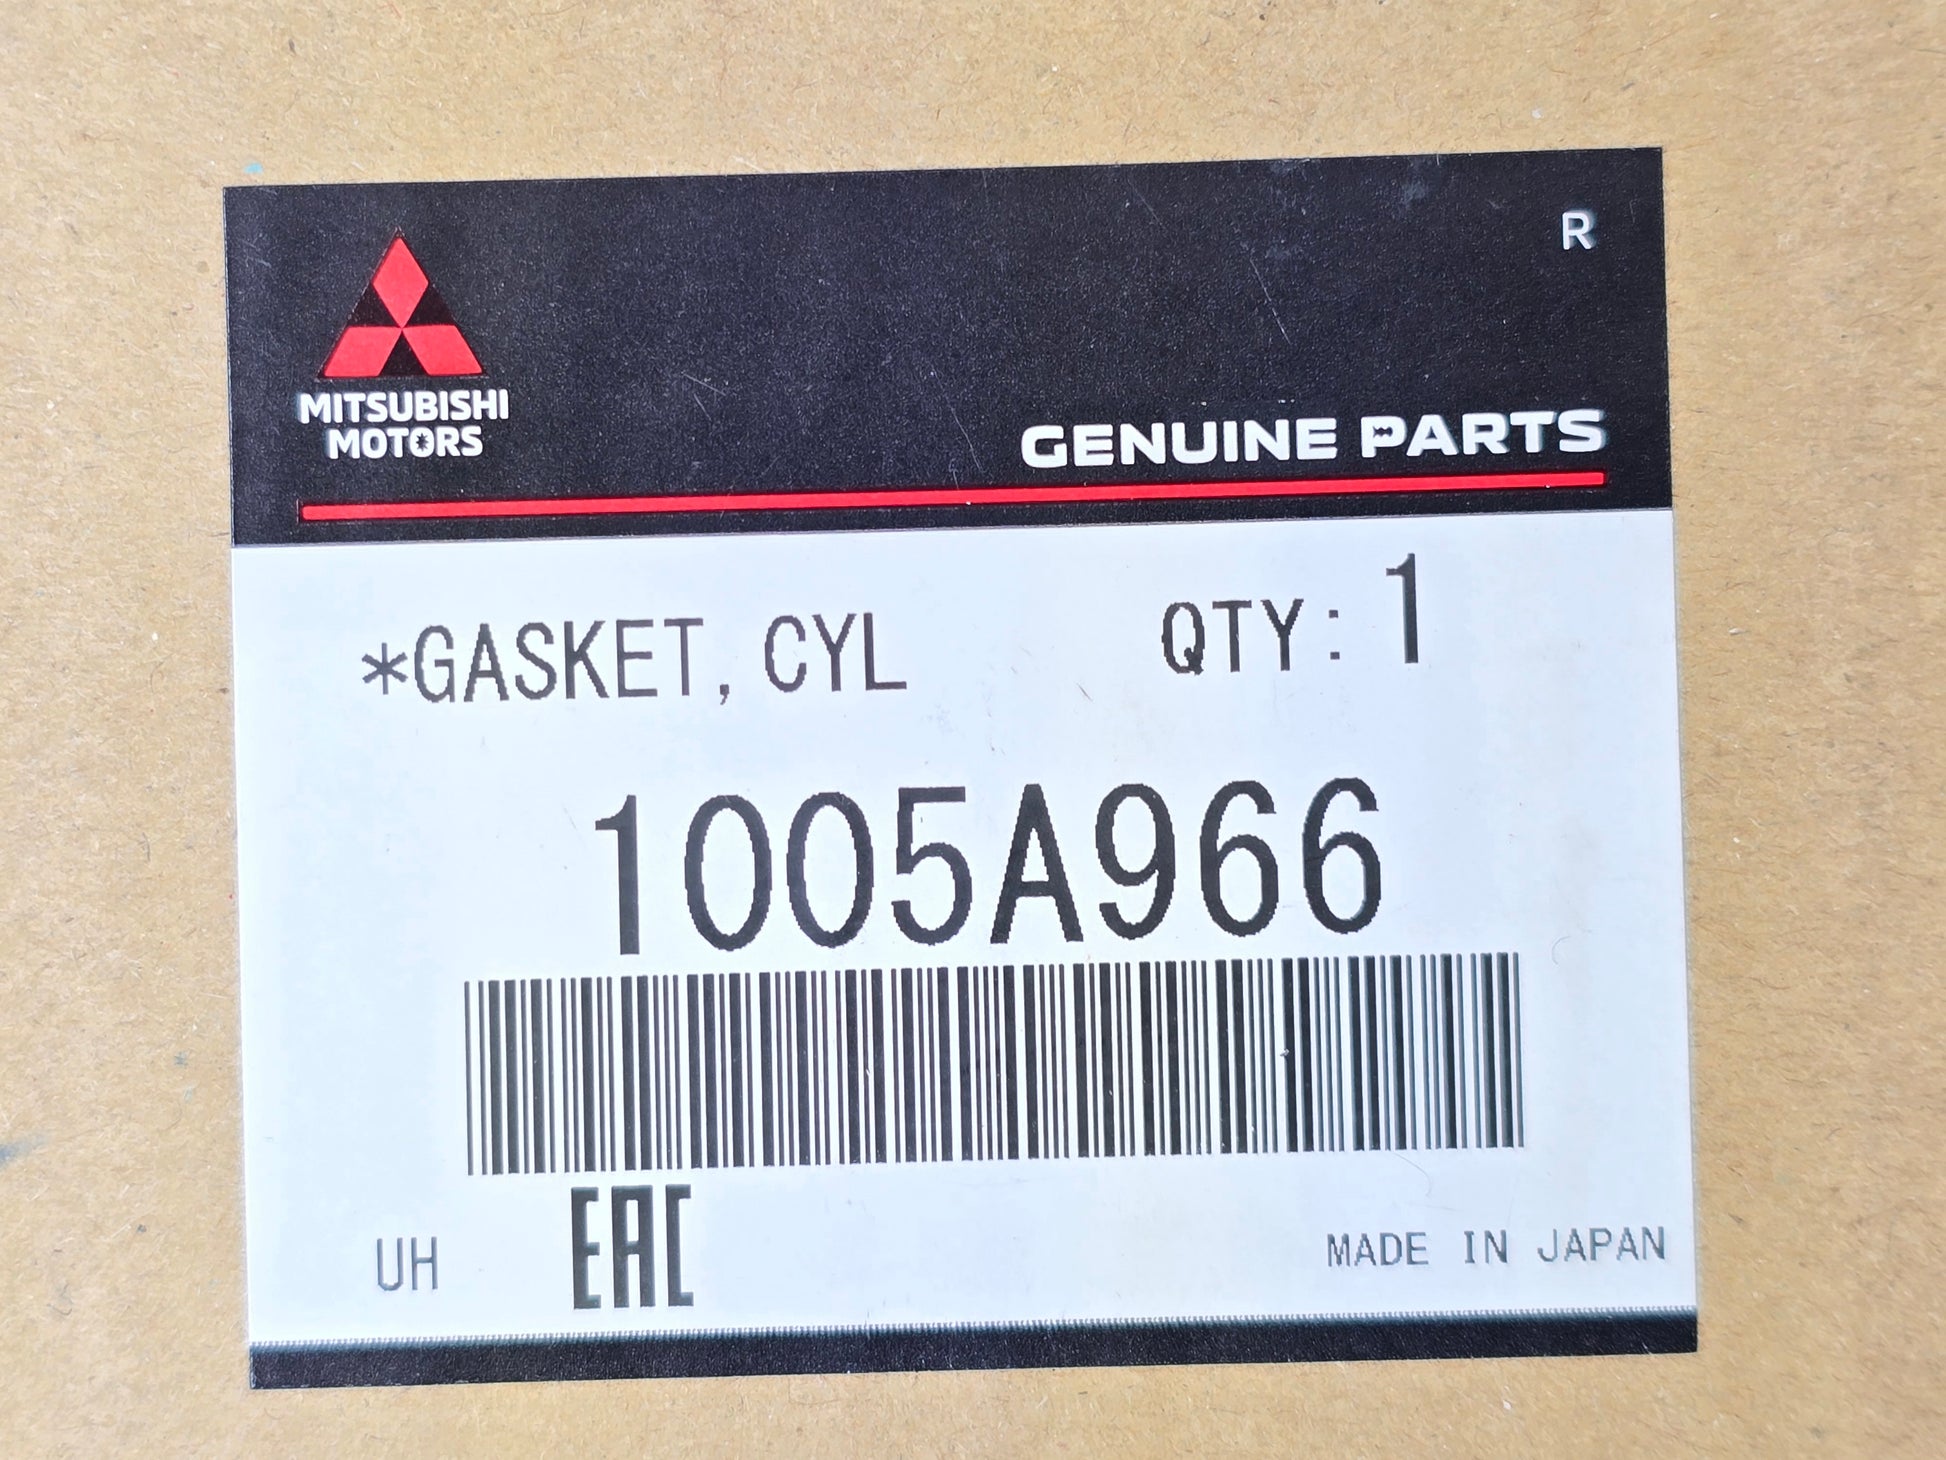 R
MITSUBISHI
MOTORS
GENUINE PARTS
*GASKET, CYL QTY: 1
1005A966
UH EAC MADE IN JAPAN